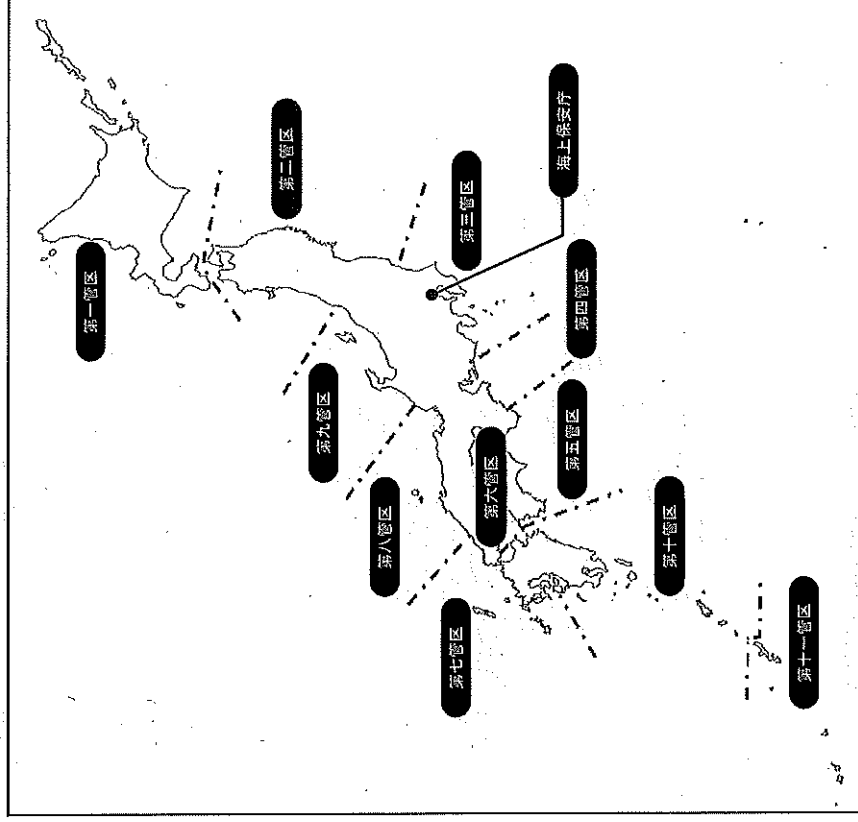 第一管区
第二管区
海上保安庁
第三管区
第九管区
第四管区
第八管区
第六管区
第五管区
第七管区
第十管区
第十一管区